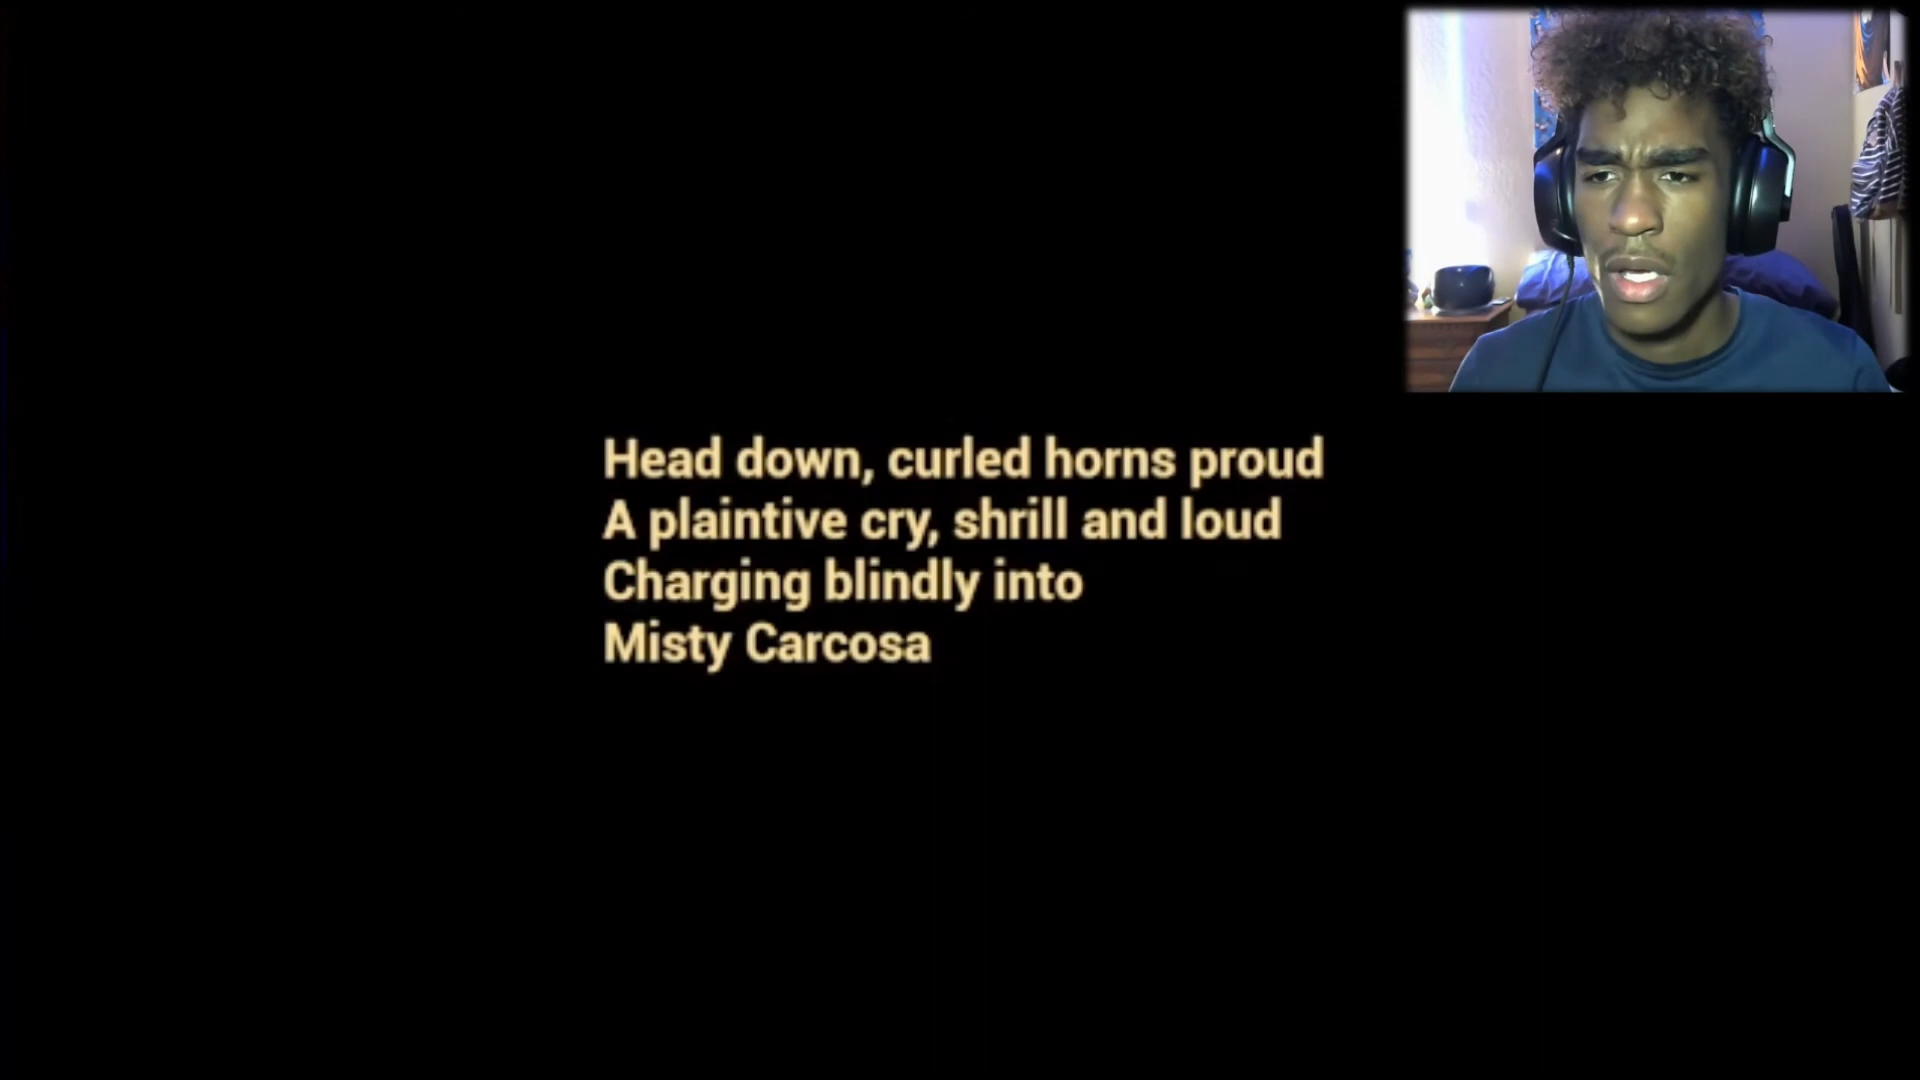 Head down, curled horns proud
A plaintive cry, shrill and loud
Charging blindly into
Misty Carcosa